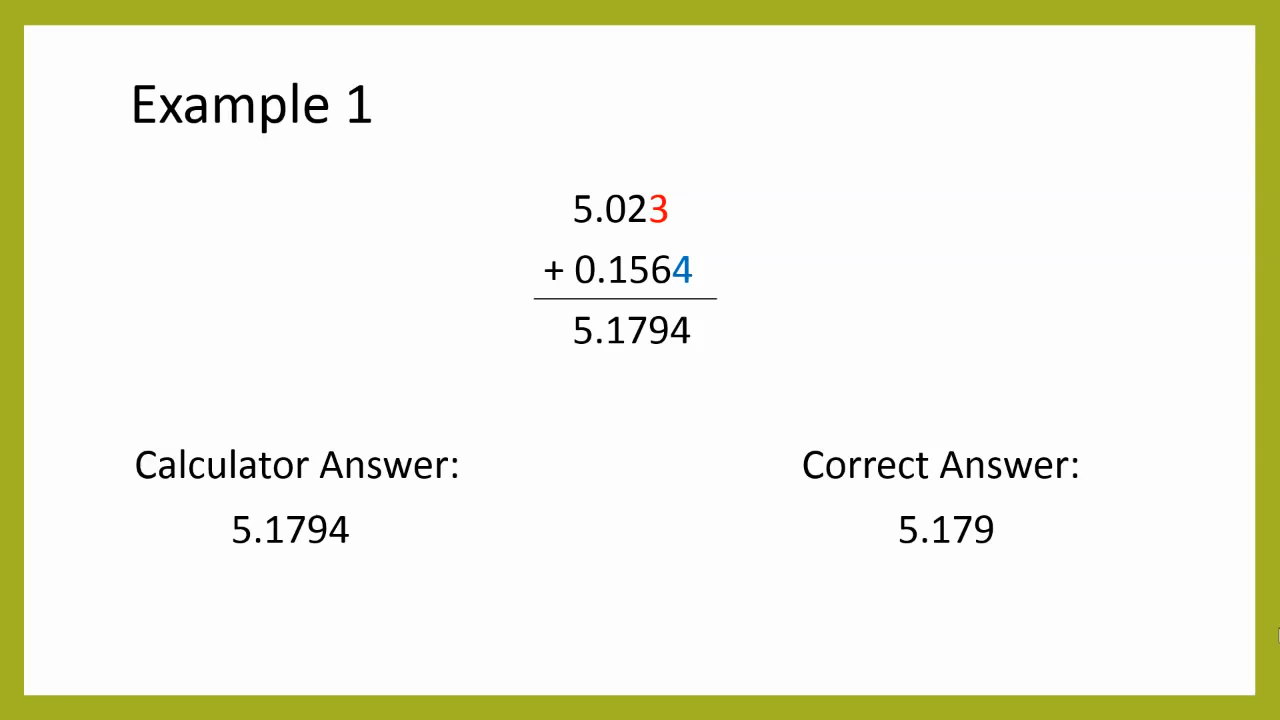 Example 1
5.023
+ 0.1564
5.1794
Calculator Answer:
5.1794
Correct Answer:
5.179